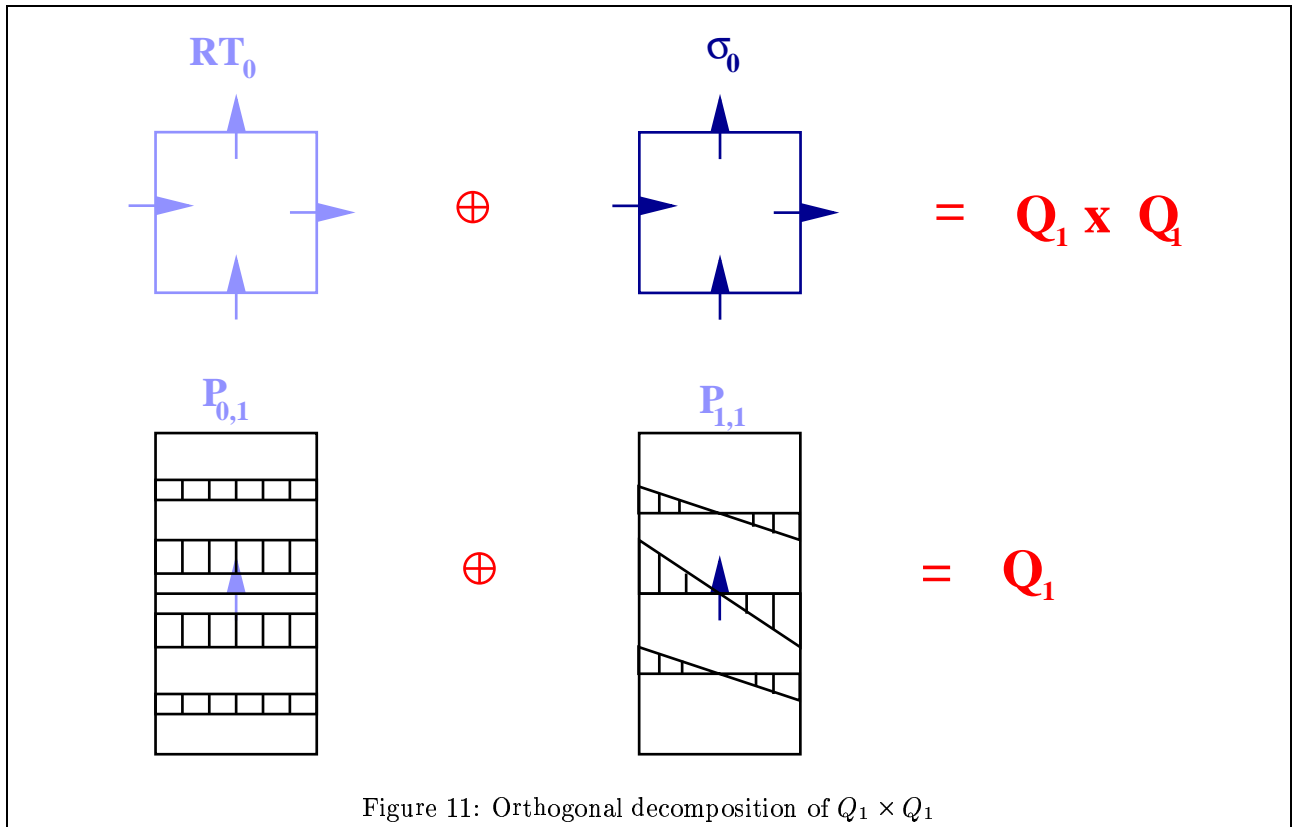 RT₀ σ₀
⊕ = Q₁ x Q₁
P₀,₁ P₁,₁
⊕ = Q₁
Figure 11: Orthogonal decomposition of Q₁ × Q₁